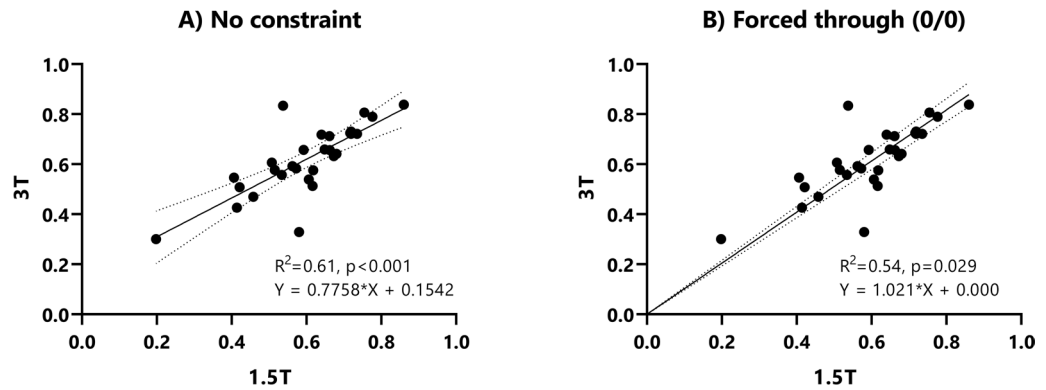 A) No constraint
1.0
0.8
0.6
0.4
0.2
0.0
3T
0.0 0.2 0.4 0.6 0.8 1.0
1.5T
R²=0.61, p<0.001
Y = 0.7758*X + 0.1542
B) Forced through (0/0)
1.0
0.8
0.6
0.4
0.2
0.0
3T
0.0 0.2 0.4 0.6 0.8 1.0
1.5T
R²=0.54, p=0.029
Y = 1.021*X + 0.000